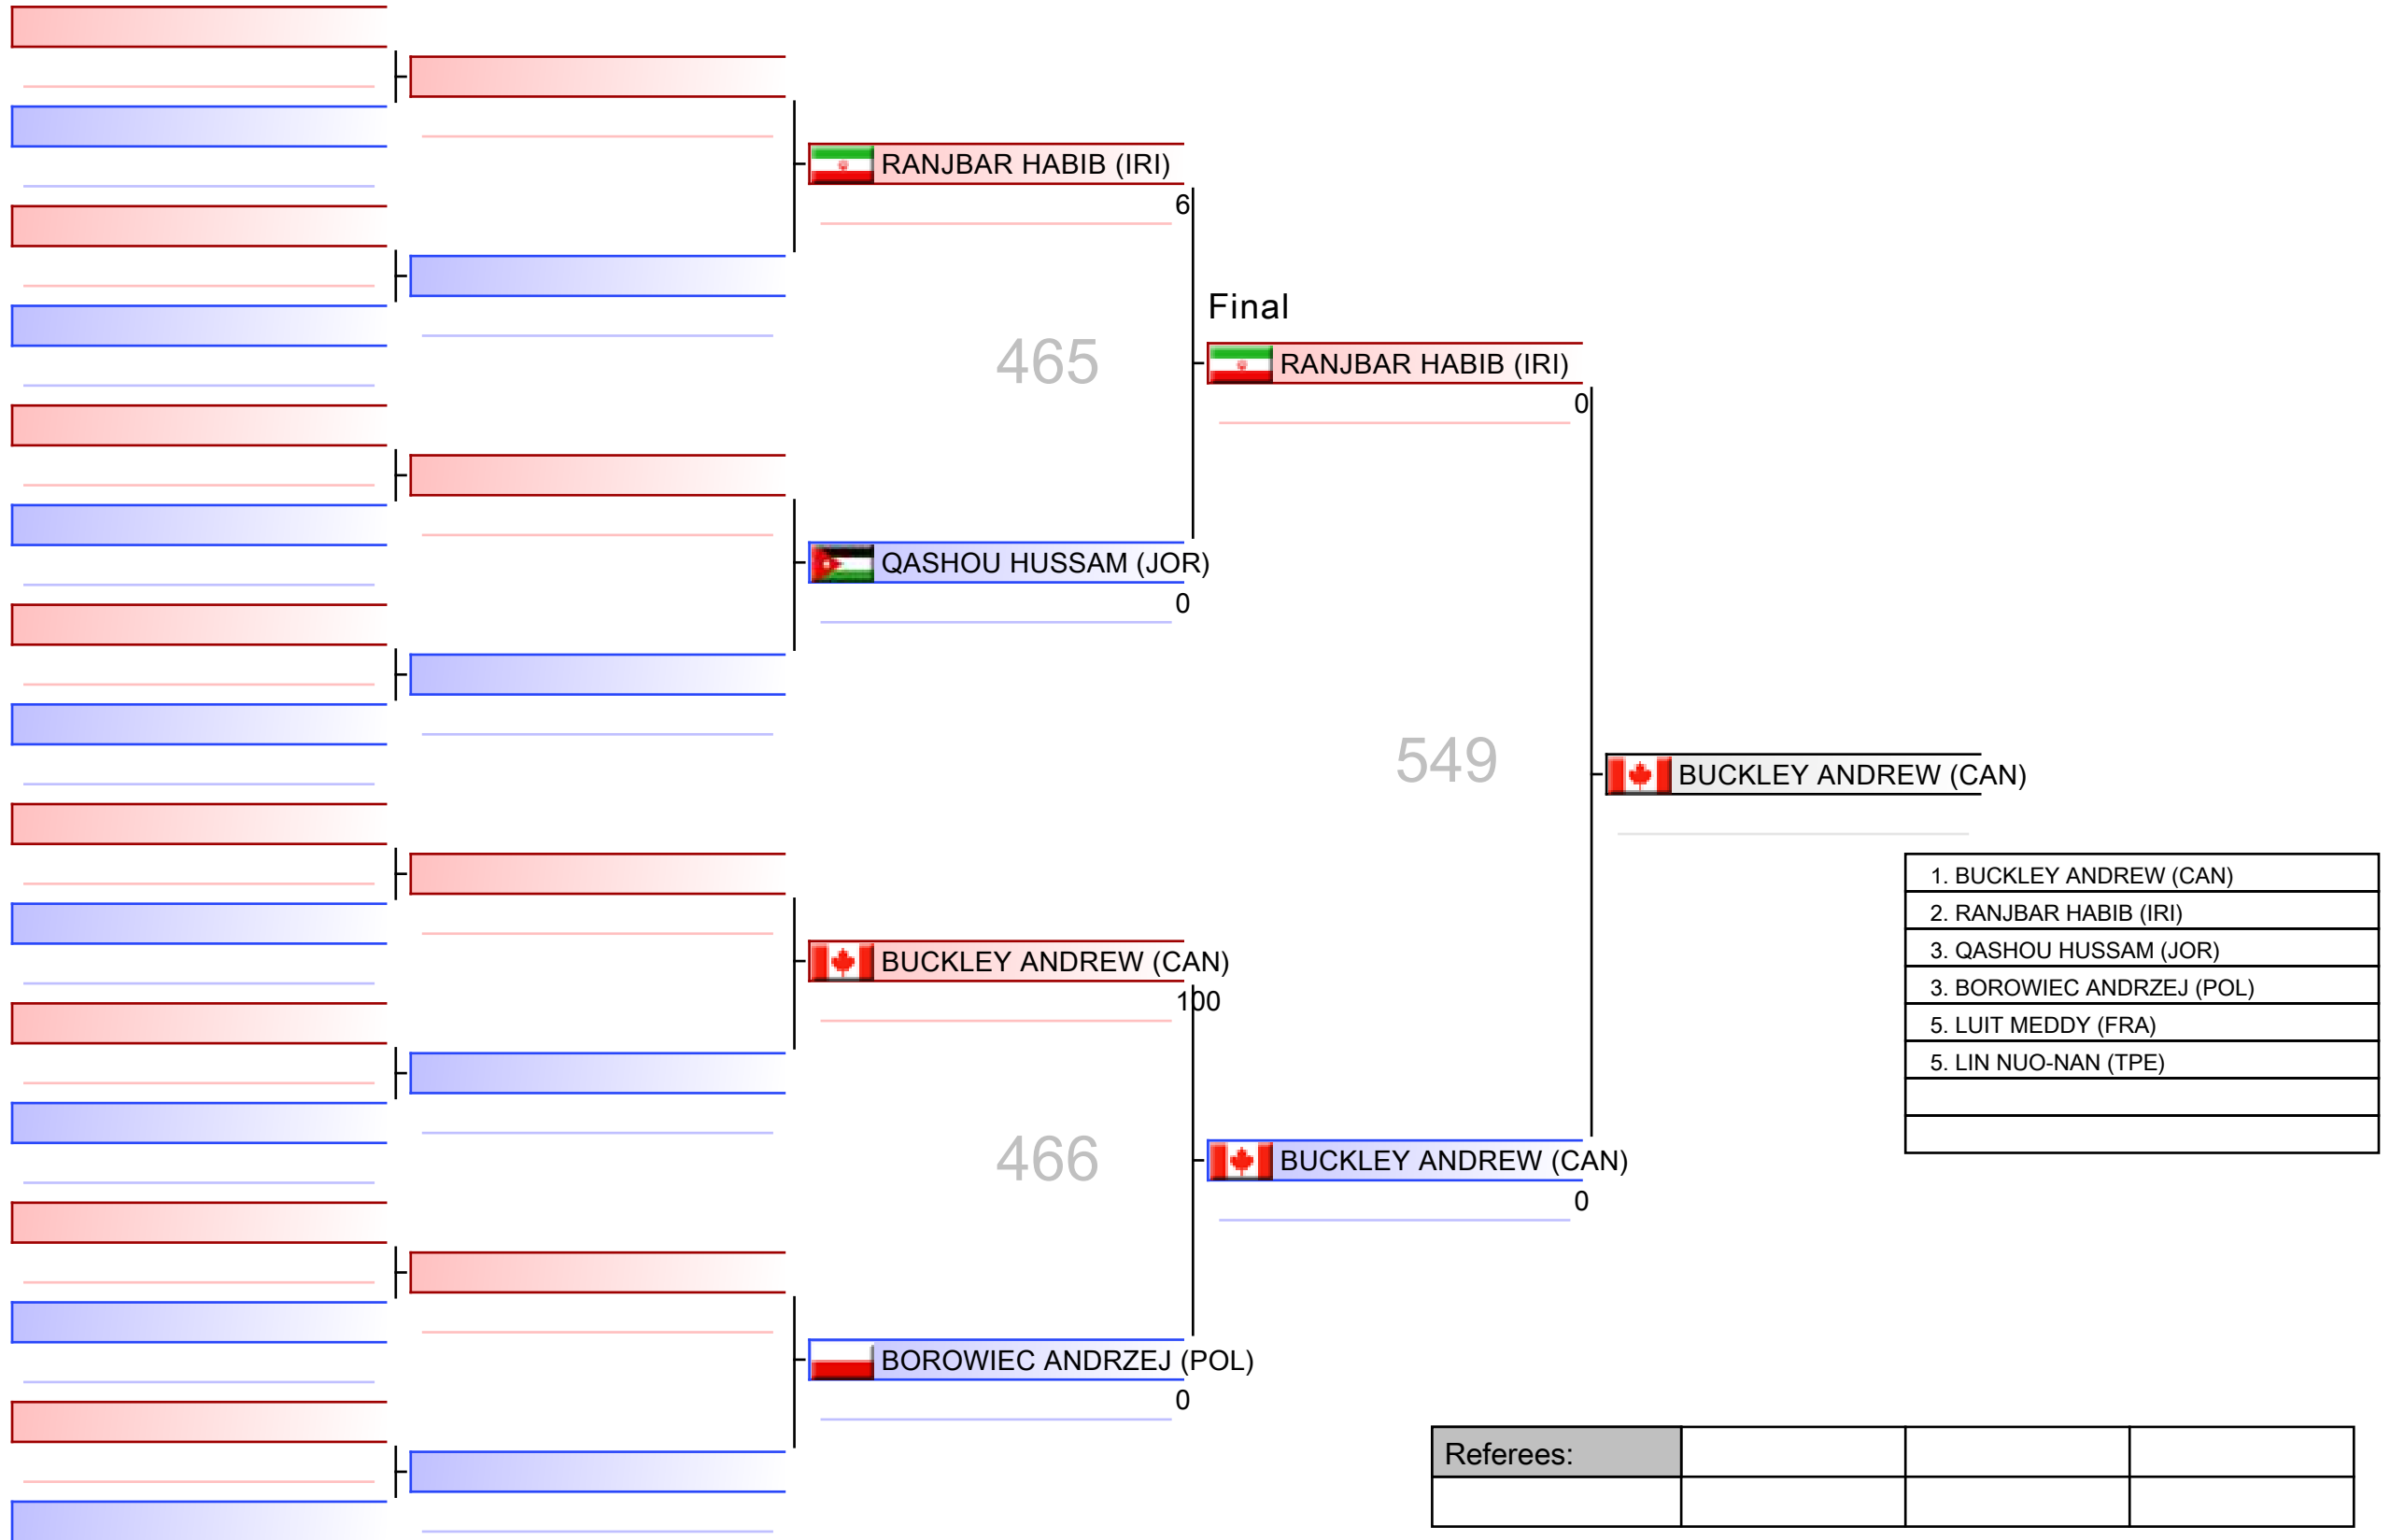 RANJBAR HABIB (IRI)
6
465
QASHOU HUSSAM (JOR)
0
BUCKLEY ANDREW (CAN)
100
466
BOROWIEC ANDRZEJ (POL)
0
Final
RANJBAR HABIB (IRI)
0
549
BUCKLEY ANDREW (CAN)
0
BUCKLEY ANDREW (CAN)
1. BUCKLEY ANDREW (CAN)
2. RANJBAR HABIB (IRI)
3. QASHOU HUSSAM (JOR)
3. BOROWIEC ANDRZEJ (POL)
5. LUIT MEDDY (FRA)
5. LIN NUO-NAN (TPE)
Referees: